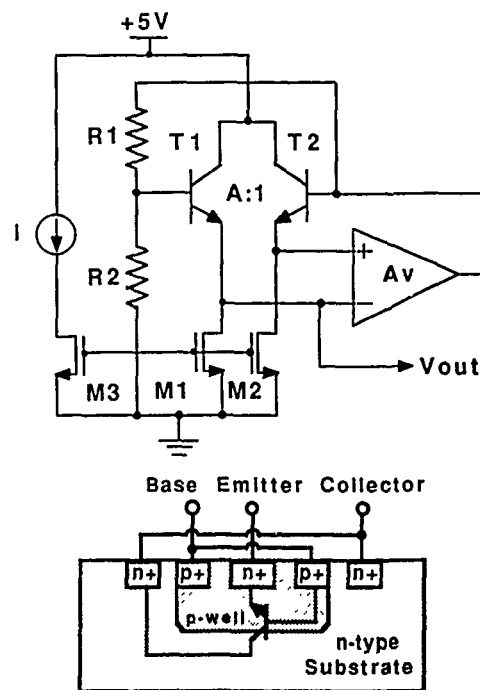 +5V
R1
T1
T2
A:1
I
R2
+
Av
−
Vout
M3
M1
M2
Base Emitter Collector
n+ p+ n+ p+ n+
p-well
n-type
Substrate